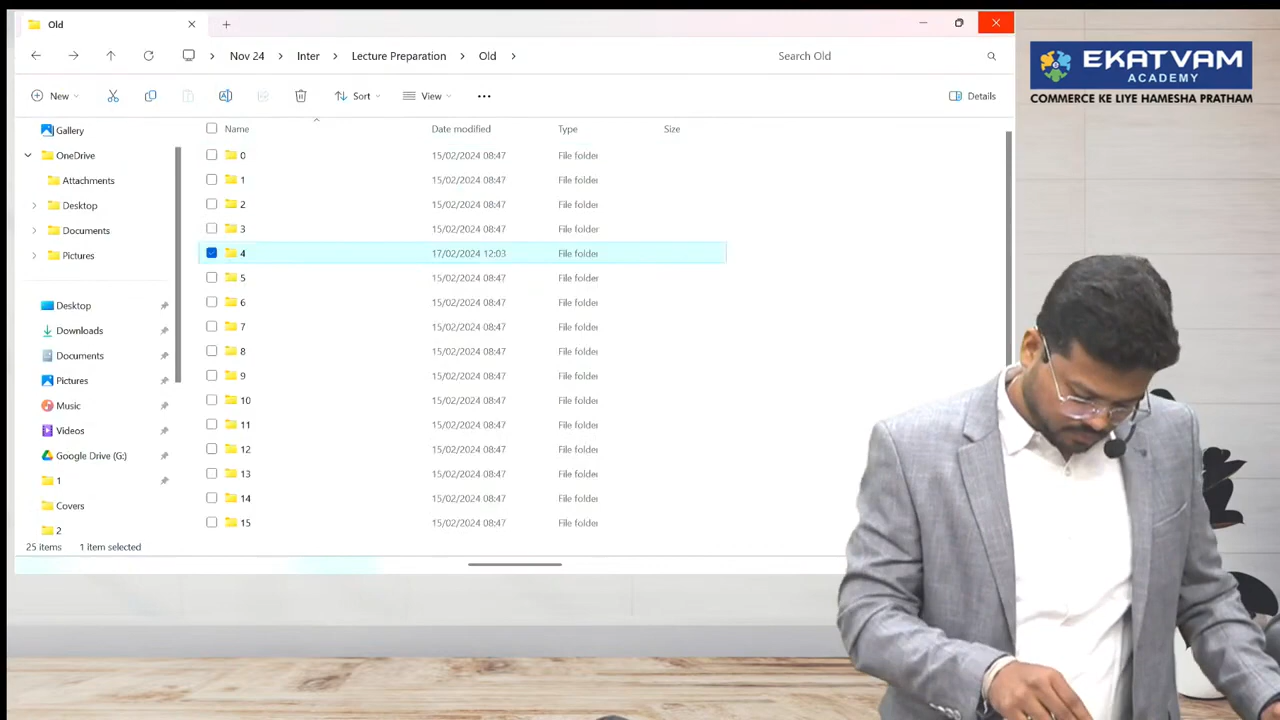 Old
EKATVAM
ACADEMY
COMMERCE KE LIYE HAMESHA PRATHAM
Nov 24 Inter Lecture Preparation Old Search Old
New Sort View Details
Name Date modified Type Size
Gallery
OneDrive
Attachments
Desktop
Documents
Pictures
Desktop
Downloads
Documents
Pictures
Music
Videos
Google Drive (G:)
1
Covers
2
0 15/02/2024 08:47 File folder
1 15/02/2024 08:47 File folder
2 15/02/2024 08:47 File folder
3 15/02/2024 08:47 File folder
4 17/02/2024 12:03 File folder
5 15/02/2024 08:47 File folder
6 15/02/2024 08:47 File folder
7 15/02/2024 08:47 File folder
8 15/02/2024 08:47 File folder
9 15/02/2024 08:47 File folder
10 15/02/2024 08:47 File folder
11 15/02/2024 08:47 File folder
12 15/02/2024 08:47 File folder
13 15/02/2024 08:47 File folder
14 15/02/2024 08:47 File folder
15 15/02/2024 08:47 File folder
25 items 1 item selected